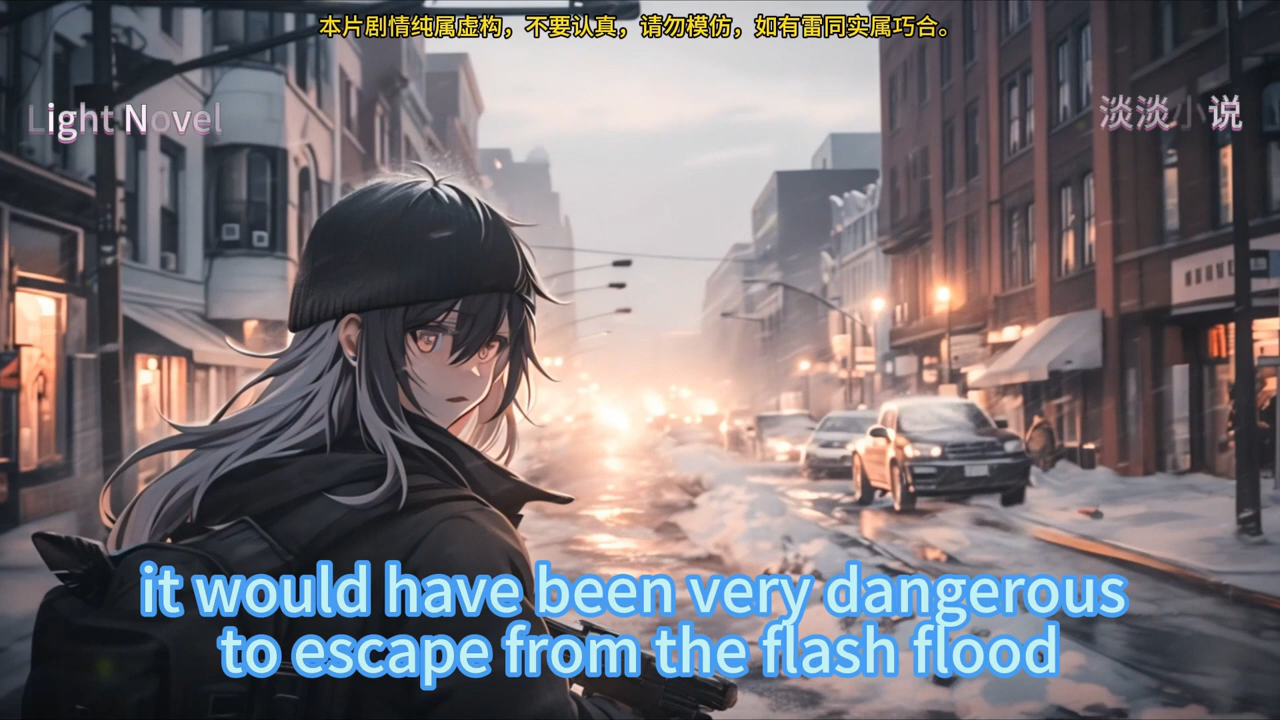 本片剧情纯属虚构，不要认真，请勿模仿，如有雷同实属巧合。
Light Novel
淡淡小说
it would have been very dangerous
to escape from the flash flood